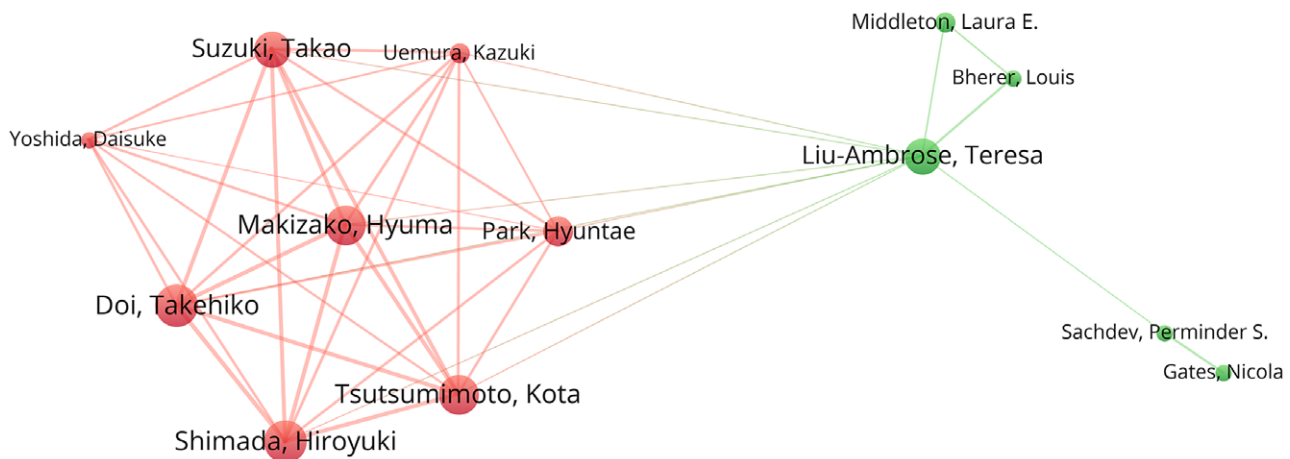 Middleton, Laura E.
Suzuki, Takao
Uemura, Kazuki
Bherer, Louis
Yoshida, Daisuke
Liu-Ambrose, Teresa
Makizako, Hyuma
Park, Hyuntae
Doi, Takehiko
Sachdev, Perminder S.
Gates, Nicola
Tsutsumimoto, Kota
Shimada, Hiroyuki